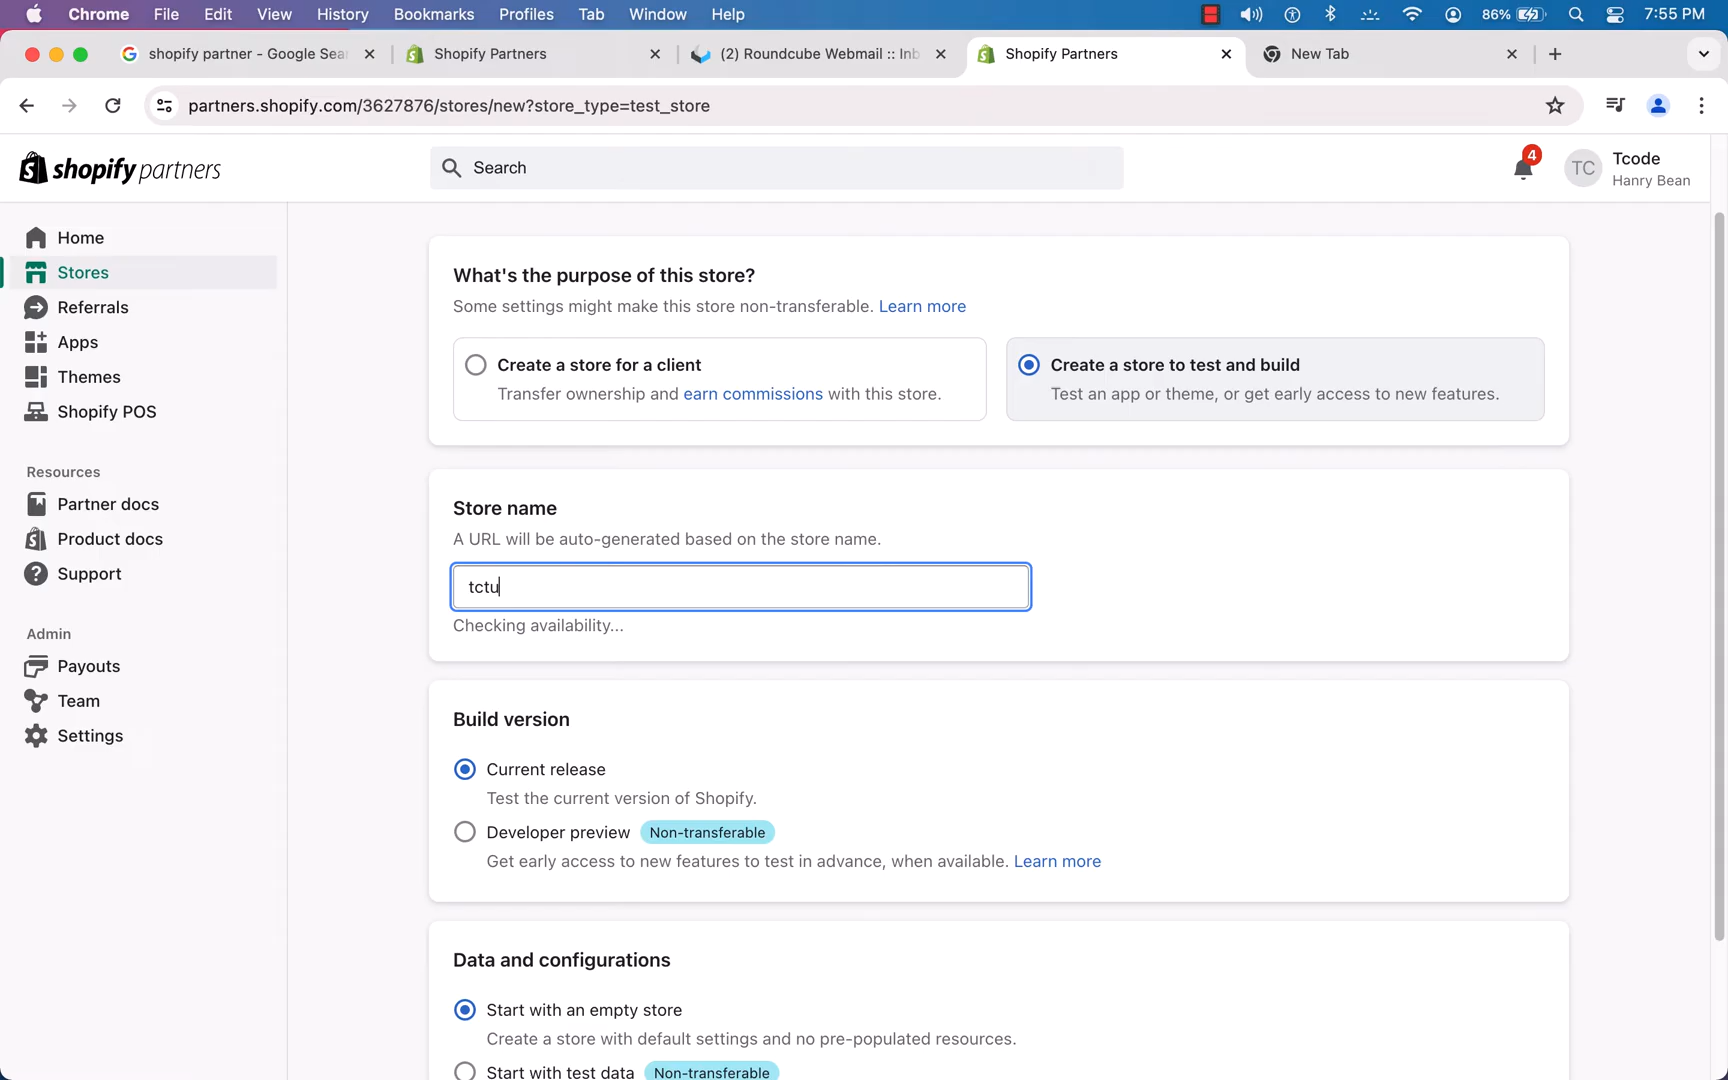 Chrome File Edit View History Bookmarks Profiles Tab Window Help 86% 7:55 PM
shopify partner - Google Sear Shopify Partners (2) Roundcube Webmail :: Inb Shopify Partners New Tab
partners.shopify.com/3627876/stores/new?store_type=test_store
shopify partners
Search
4
TC
Tcode
Hanry Bean
Home
Stores
Referrals
Apps
Themes
Shopify POS
Resources
Partner docs
Product docs
Support
Admin
Payouts
Team
Settings
What's the purpose of this store?
Some settings might make this store non-transferable. Learn more
Create a store for a client
Transfer ownership and earn commissions with this store.
Create a store to test and build
Test an app or theme, or get early access to new features.
Store name
A URL will be auto-generated based on the store name.
tctu
Checking availability...
Build version
Current release
Test the current version of Shopify.
Developer preview Non-transferable
Get early access to new features to test in advance, when available. Learn more
Data and configurations
Start with an empty store
Create a store with default settings and no pre-populated resources.
Start with test data Non-transferable